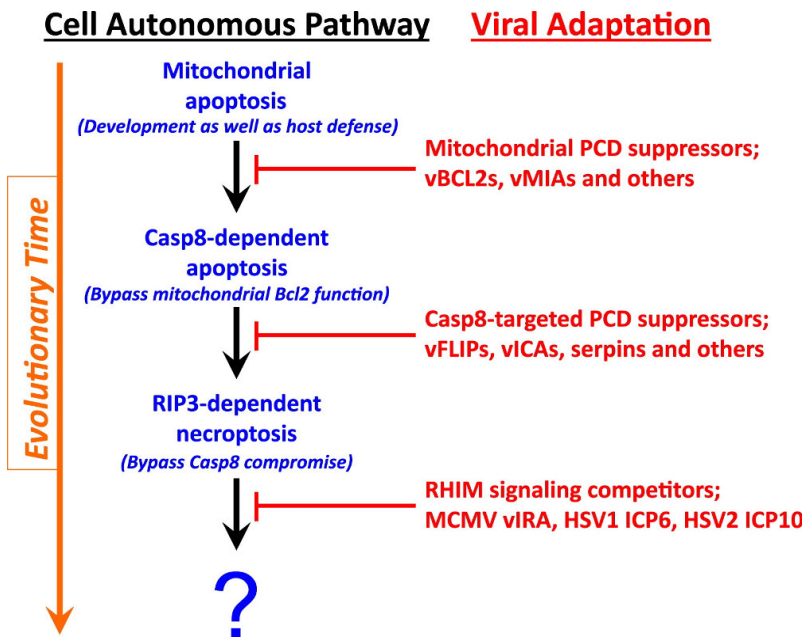 Cell Autonomous Pathway
Viral Adaptation
Evolutionary Time
Mitochondrial
apoptosis
(Development as well as host defense)
Mitochondrial PCD suppressors;
vBCL2s, vMIAs and others
Casp8-dependent
apoptosis
(Bypass mitochondrial Bcl2 function)
Casp8-targeted PCD suppressors;
vFLIPs, vICAs, serpins and others
RIP3-dependent
necroptosis
(Bypass Casp8 compromise)
RHIM signaling competitors;
MCMV vIRA, HSV1 ICP6, HSV2 ICP10
?